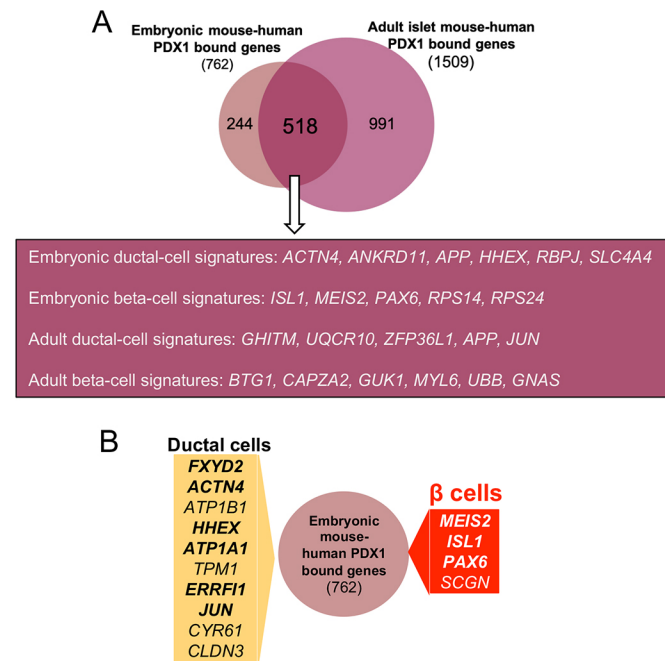 A
Embryonic mouse-human
PDX1 bound genes
(762)
Adult islet mouse-human
PDX1 bound genes
(1509)
244
518
991
Embryonic ductal-cell signatures: ACTN4, ANKRD11, APP, HHEX, RBPJ, SLC4A4
Embryonic beta-cell signatures: ISL1, MEIS2, PAX6, RPS14, RPS24
Adult ductal-cell signatures: GHITM, UQCR10, ZFP36L1, APP, JUN
Adult beta-cell signatures: BTG1, CAPZA2, GUK1, MYL6, UBB, GNAS
B
Ductal cells
FXYD2
ACTN4
ATP1B1
HHEX
ATP1A1
TPM1
ERRFI1
JUN
CYR61
CLDN3
Embryonic
mouse-
human PDX1
bound genes
(762)
β cells
MEIS2
ISL1
PAX6
SCGN